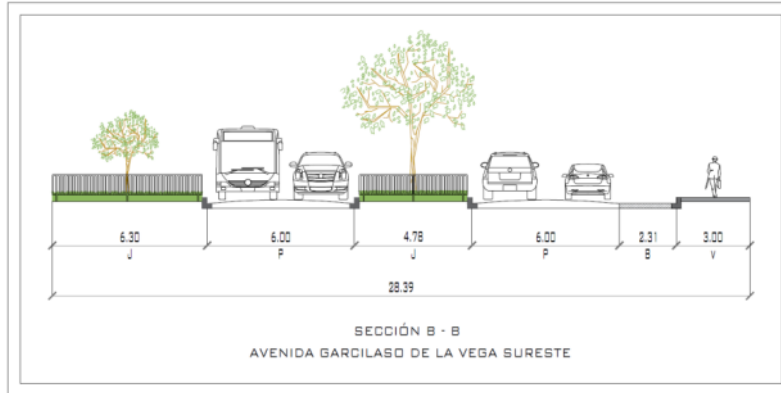 6.30 6.00 4.78 6.00 2.31 3.00
J P J P B V
28.39
SECCIÓN B - B
AVENIDA GARCILASO DE LA VEGA SURESTE